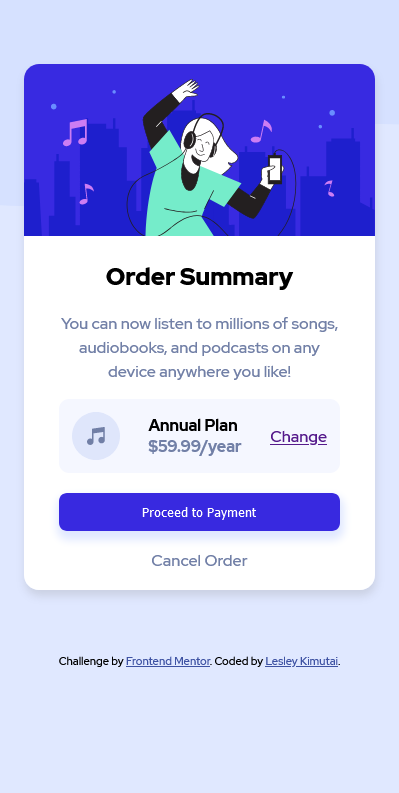 Order Summary
You can now listen to millions of songs,
audiobooks, and podcasts on any
device anywhere you like!
Annual Plan
$59.99/year
Change
Proceed to Payment
Cancel Order
Challenge by Frontend Mentor. Coded by Lesley Kimutai.